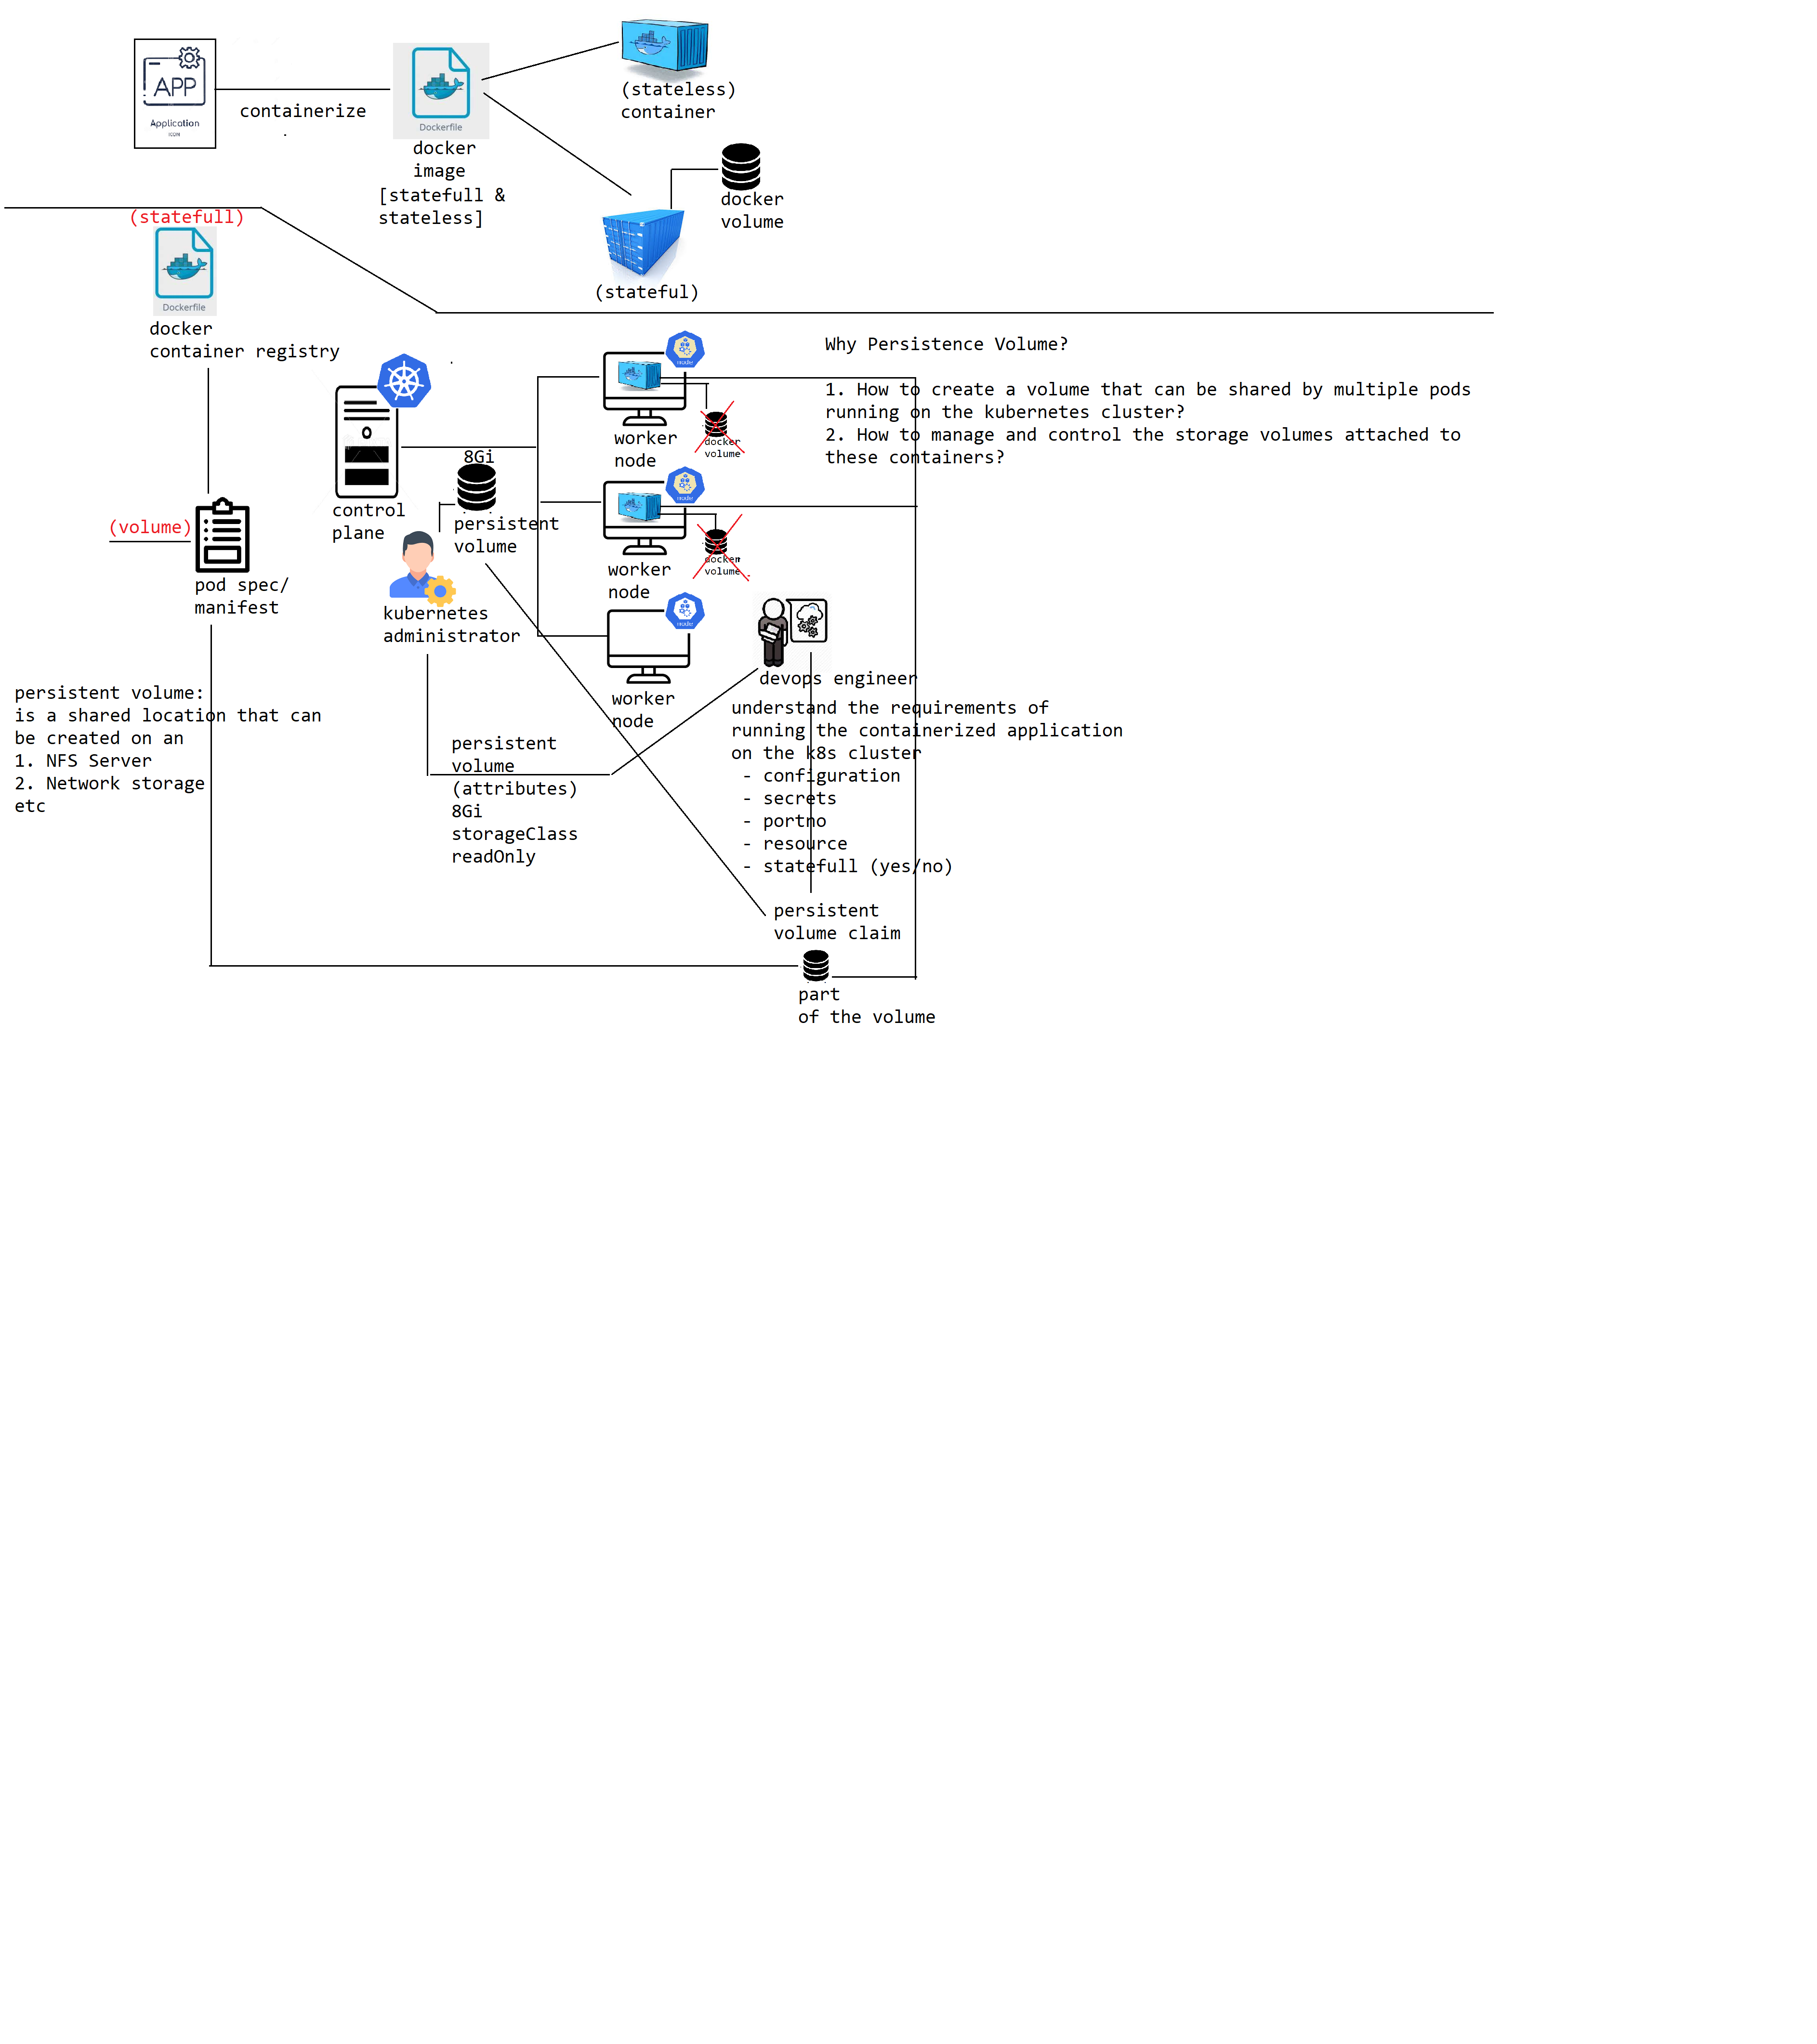 APP
Application
ICON
containerize
Dockerfile
docker
image
[statefull &
stateless]
(stateless)
container
docker
volume
(stateful)
(statefull)
Dockerfile
docker
container registry
(volume)
pod spec/
manifest
control
plane
8Gi
persistent
volume
kubernetes
administrator
node
worker
node
docker
volume
node
worker
node
docker
volume
node
worker
node
Why Persistence Volume?
1. How to create a volume that can be shared by multiple pods
running on the kubernetes cluster?
2. How to manage and control the storage volumes attached to
these containers?
devops engineer
understand the requirements of
running the containerized application
on the k8s cluster
- configuration
- secrets
- portno
- resource
- statefull (yes/no)
persistent volume:
is a shared location that can
be created on an
1. NFS Server
2. Network storage
etc
persistent
volume
(attributes)
8Gi
storageClass
readOnly
persistent
volume claim
part
of the volume